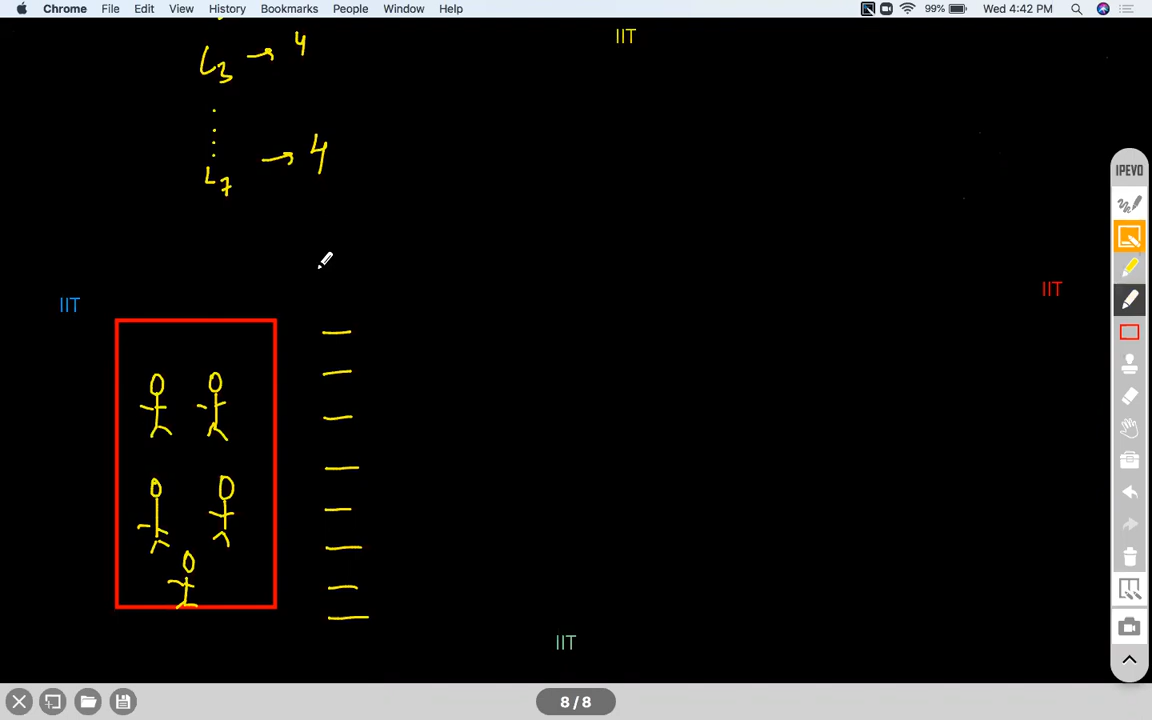 Chrome File Edit View History Bookmarks People Window Help 99% Wed 4:42 PM
IIT
L3 → 4
L7 → 4
IIT
IIT
IIT
IPEVO
8 / 8